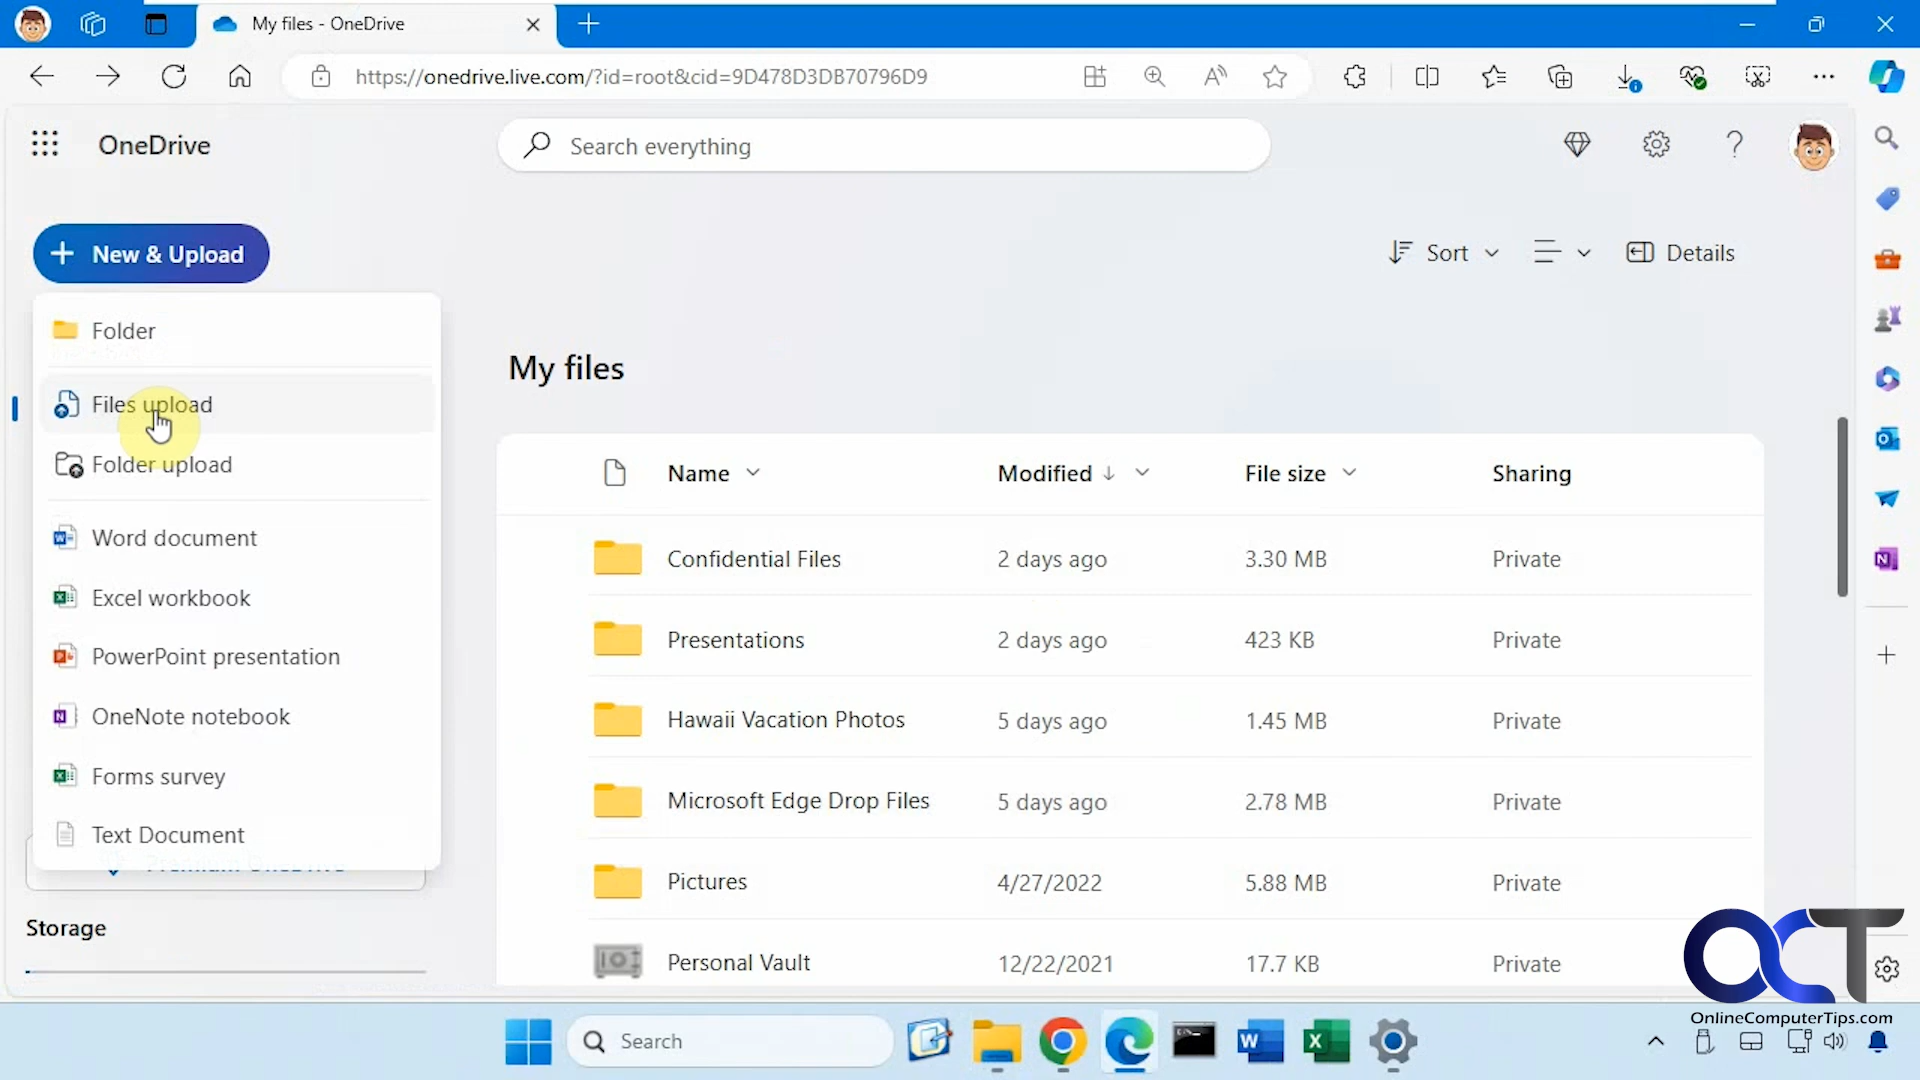 My files - OneDrive
https://onedrive.live.com/?id=root&cid=9D478D3DB70796D9
OneDrive
Search everything
New & Upload
Sort
Details
Folder
Files upload
Folder upload
Word document
Excel workbook
PowerPoint presentation
OneNote notebook
Forms survey
Text Document
Storage
My files
Name Modified File size Sharing
Confidential Files 2 days ago 3.30 MB Private
Presentations 2 days ago 423 KB Private
Hawaii Vacation Photos 5 days ago 1.45 MB Private
Microsoft Edge Drop Files 5 days ago 2.78 MB Private
Pictures 4/27/2022 5.88 MB Private
Personal Vault 12/22/2021 17.7 KB Private
OCT
OnlineComputerTips.com
Search